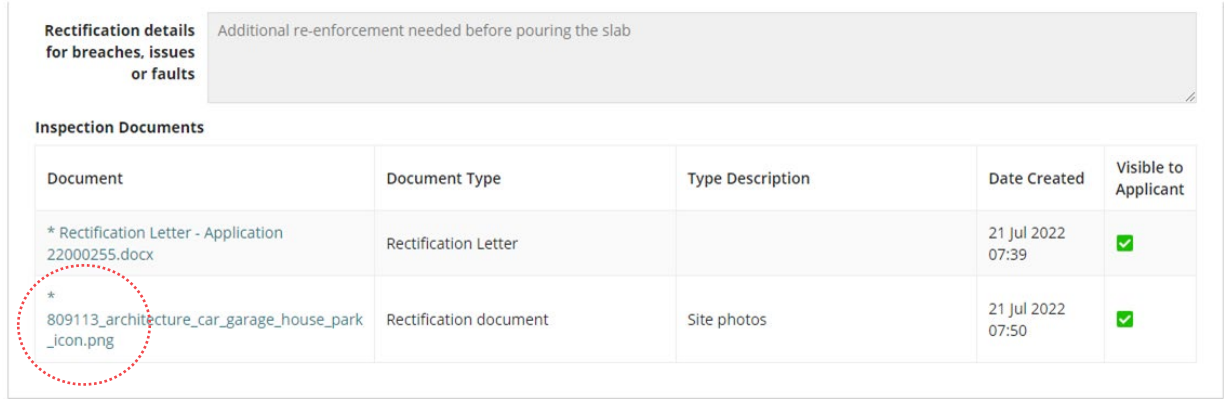 Rectification details
for breaches, issues
or faults
Additional re-enforcement needed before pouring the slab
Inspection Documents
Document
Document Type
Type Description
Date Created
Visible to
Applicant
* Rectification Letter - Application
22000255.docx
Rectification Letter
21 Jul 2022
07:39
*
809113_architecture_car_garage_house_park
_icon.png
Rectification document
Site photos
21 Jul 2022
07:50